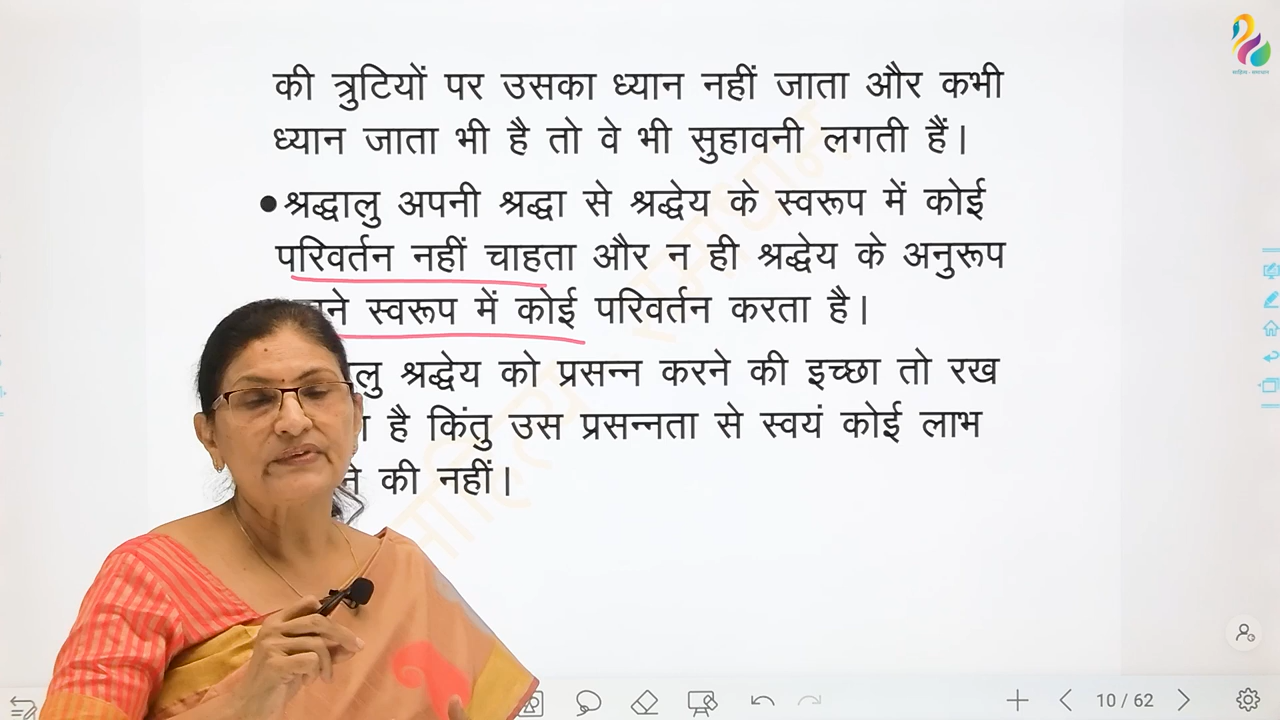 की त्रुटियों पर उसका ध्यान नहीं जाता और कभी
ध्यान जाता भी है तो वे भी सुहावनी लगती हैं।
•श्रद्धालु अपनी श्रद्धा से श्रद्धेय के स्वरूप में कोई
परिवर्तन नहीं चाहता और न ही श्रद्धेय के अनुरूप
स्वरूप में कोई परिवर्तन करता है।
श्रद्धेय को प्रसन्न करने की इच्छा तो रख
है किंतु उस प्रसन्नता से स्वयं कोई लाभ
की नहीं।
साहित्य - समाधान
10 / 62